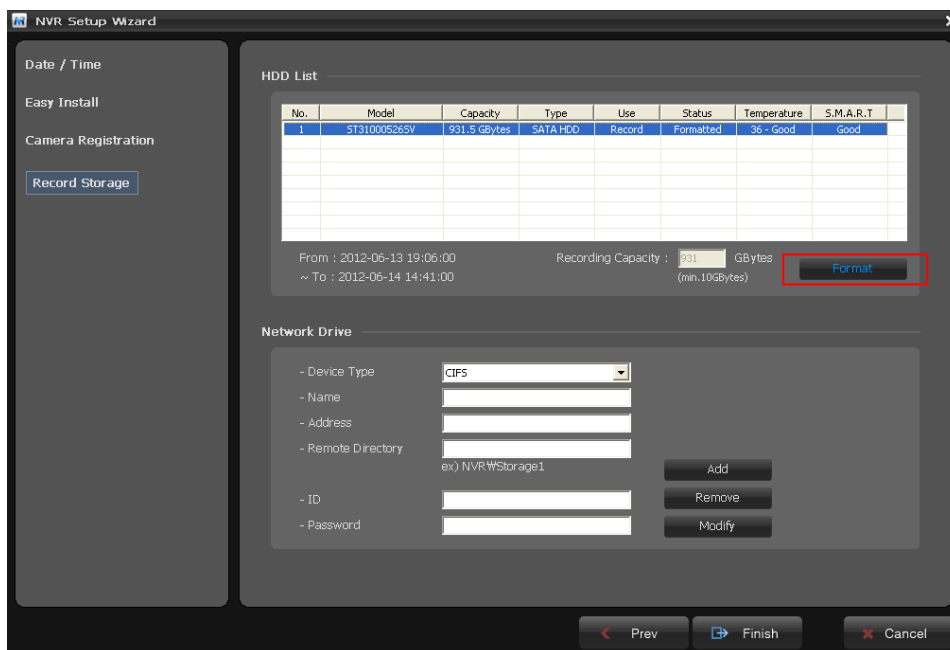 NVR Setup Wizard
Date / Time
Easy Install
Camera Registration
Record Storage
HDD List
No. Model Capacity Type Use Status Temperature S.M.A.R.T
1 ST31000526SV 931.5 GBytes SATA HDD Record Formatted 36 - Good Good
From : 2012-06-13 19:06:00
~ To : 2012-06-14 14:41:00
Recording Capacity : 931 GBytes
(min.10GBytes)
Format
Network Drive
- Device Type CIFS
- Name
- Address
- Remote Directory
ex) NVR₩Storage1
Add
- ID
Remove
- Password
Modify
Prev Finish Cancel